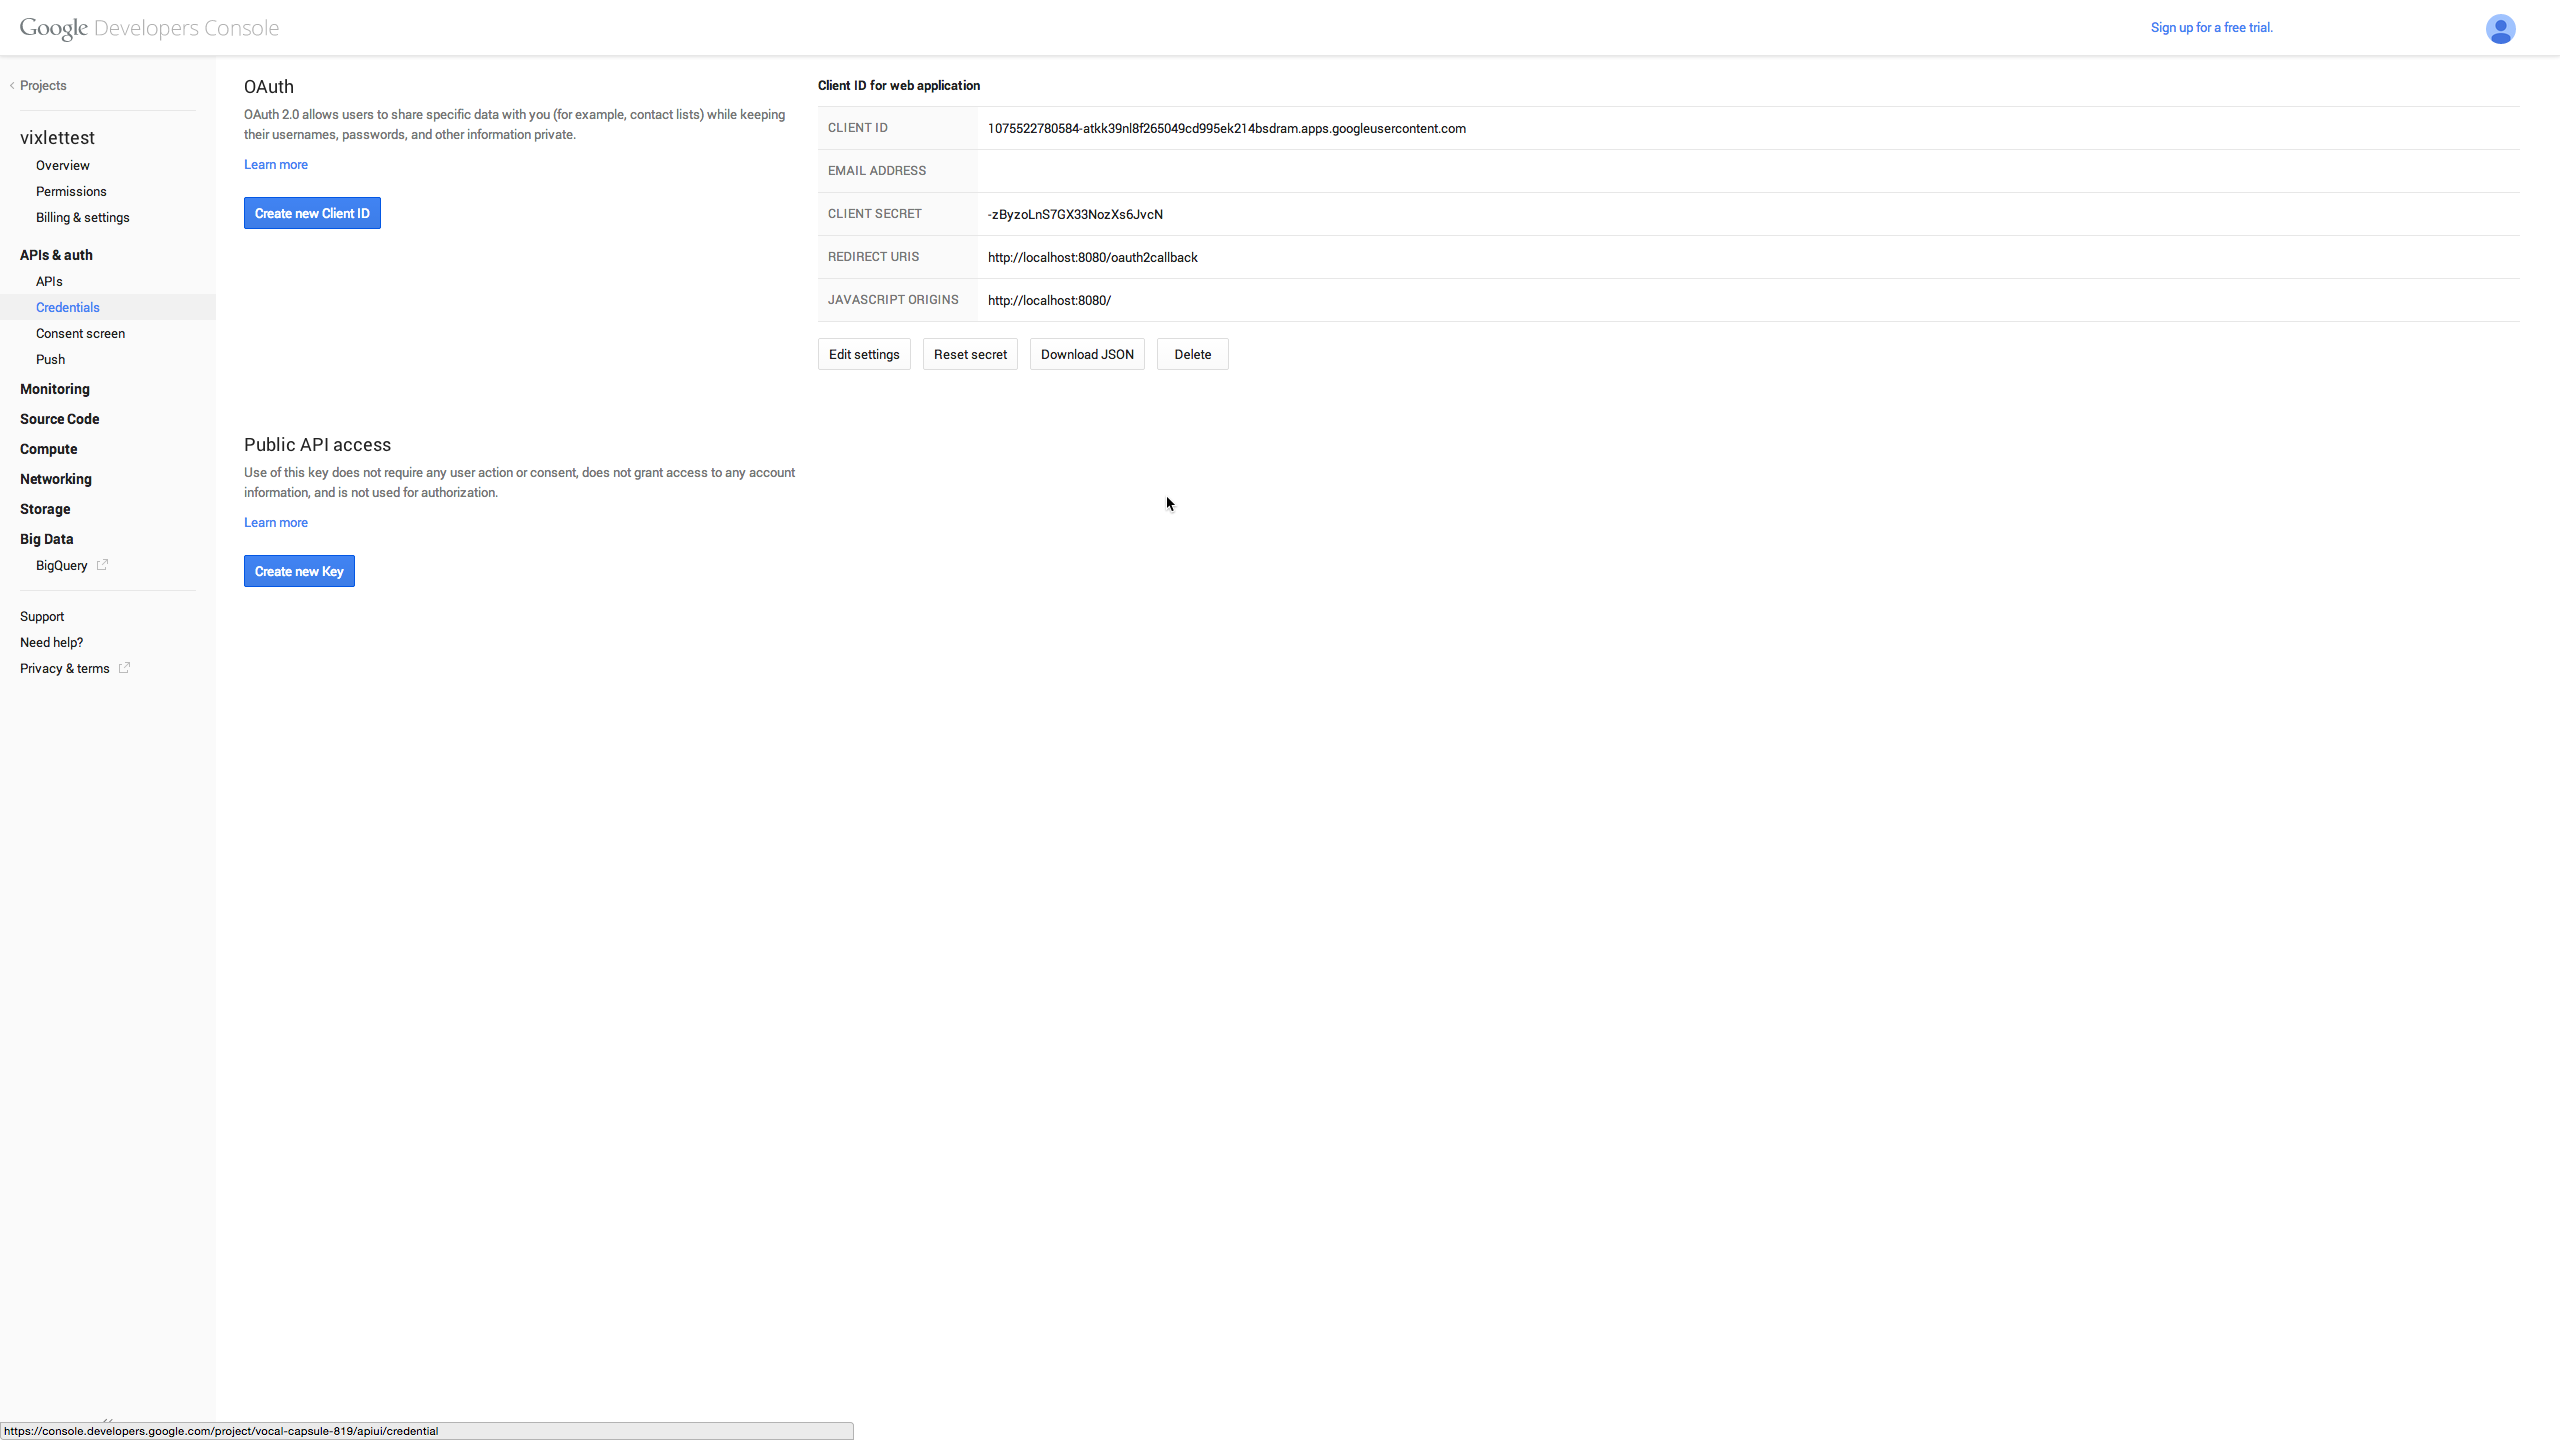 Google Developers Console
Sign up for a free trial.
Projects
vixlettest
Overview
Permissions
Billing & settings
APIs & auth
APIs
Credentials
Consent screen
Push
Monitoring
Source Code
Compute
Networking
Storage
Big Data
BigQuery
Support
Need help?
Privacy & terms
OAuth
OAuth 2.0 allows users to share specific data with you (for example, contact lists) while keeping
their usernames, passwords, and other information private.
Learn more
Create new Client ID
Client ID for web application
CLIENT ID 1075522780584-atkk39nl8f265049cd995ek214bsdram.apps.googleusercontent.com
EMAIL ADDRESS
CLIENT SECRET -zByzoLnS7GX33NozXs6JvcN
REDIRECT URIS http://localhost:8080/oauth2callback
JAVASCRIPT ORIGINS http://localhost:8080/
Edit settings Reset secret Download JSON Delete
Public API access
Use of this key does not require any user action or consent, does not grant access to any account
information, and is not used for authorization.
Learn more
Create new Key
https://console.developers.google.com/project/vocal-capsule-819/apiui/credential